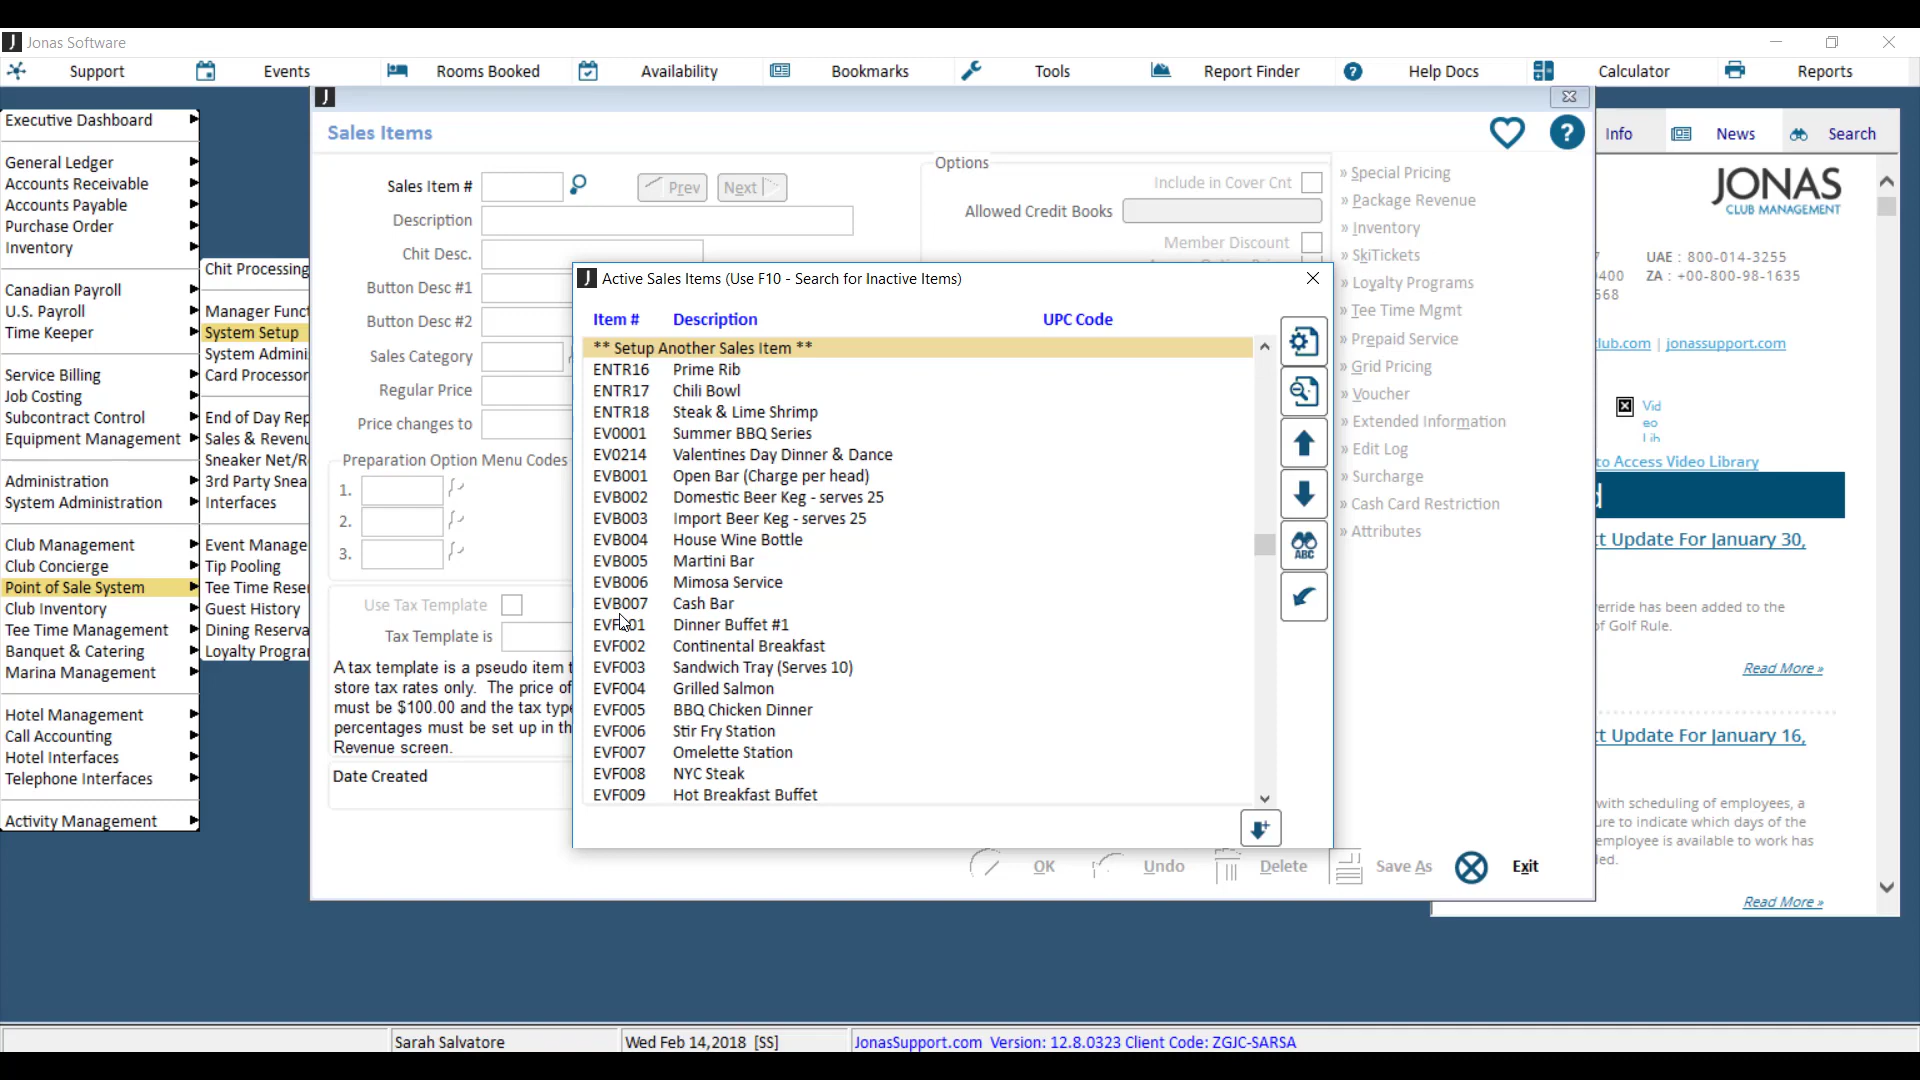 Jonas Software
Support Events Rooms Booked Availability Bookmarks Tools Report Finder Help Docs Calculator Reports
Executive Dashboard
General Ledger
Accounts Receivable
Accounts Payable
Purchase Order
Inventory
Canadian Payroll
U.S. Payroll
Time Keeper
Service Billing
Job Costing
Subcontract Control
Equipment Management
Administration
System Administration
Club Management
Club Concierge
Point of Sale System
Club Inventory
Tee Time Management
Banquet & Catering
Marina Management
Hotel Management
Call Accounting
Hotel Interfaces
Telephone Interfaces
Activity Management
Chit Processing
Manager Funct
System Setup
System Admini
Card Processor
End of Day Rep
Sales & Revenu
Sneaker Net/R
3rd Party Snea
Interfaces
Event Manage
Tip Pooling
Tee Time Reser
Guest History
Dining Reserva
Loyalty Progra
Sales Items
Sales Item #
Prev Next
Description
Chit Desc.
Button Desc #1
Button Desc #2
Sales Category
Regular Price
Price changes to
Preparation Option Menu Codes
1.
2.
3.
Use Tax Template
Tax Template is
A tax template is a pseudo item t
store tax rates only. The price of
must be $100.00 and the tax type
percentages must be set up in th
Revenue screen.
Date Created
Options
Include in Cover Cnt
Allowed Credit Books
Member Discount
Active Sales Items (Use F10 - Search for Inactive Items)
Item # Description UPC Code
** Setup Another Sales Item **
ENTR16 Prime Rib
ENTR17 Chili Bowl
ENTR18 Steak & Lime Shrimp
EV0001 Summer BBQ Series
EV0214 Valentines Day Dinner & Dance
EVB001 Open Bar (Charge per head)
EVB002 Domestic Beer Keg - serves 25
EVB003 Import Beer Keg - serves 25
EVB004 House Wine Bottle
EVB005 Martini Bar
EVB006 Mimosa Service
EVB007 Cash Bar
EVF001 Dinner Buffet #1
EVF002 Continental Breakfast
EVF003 Sandwich Tray (Serves 10)
EVF004 Grilled Salmon
EVF005 BBQ Chicken Dinner
EVF006 Stir Fry Station
EVF007 Omelette Station
EVF008 NYC Steak
EVF009 Hot Breakfast Buffet
ABC
» Special Pricing
» Package Revenue
» Inventory
» SkiTickets
» Loyalty Programs
» Tee Time Mgmt
» Prepaid Service
» Grid Pricing
» Voucher
» Extended Information
» Edit Log
» Surcharge
» Cash Card Restriction
» Attributes
OK Undo Delete Save As Exit
Info News Search
JONAS
CLUB MANAGEMENT
7 UAE : 800-014-3255
0400 ZA : +00-800-98-1635
568
lub.com | jonassupport.com
Vid
eo
Lib
to Access Video Library
d
ct Update For January 30,
erride has been added to the
of Golf Rule.
Read More »
ct Update For January 16,
with scheduling of employees, a
ure to indicate which days of the
employee is available to work has
led.
Read More »
Sarah Salvatore Wed Feb 14,2018 [SS] JonasSupport.com Version: 12.8.0323 Client Code: ZGJC-SARSA